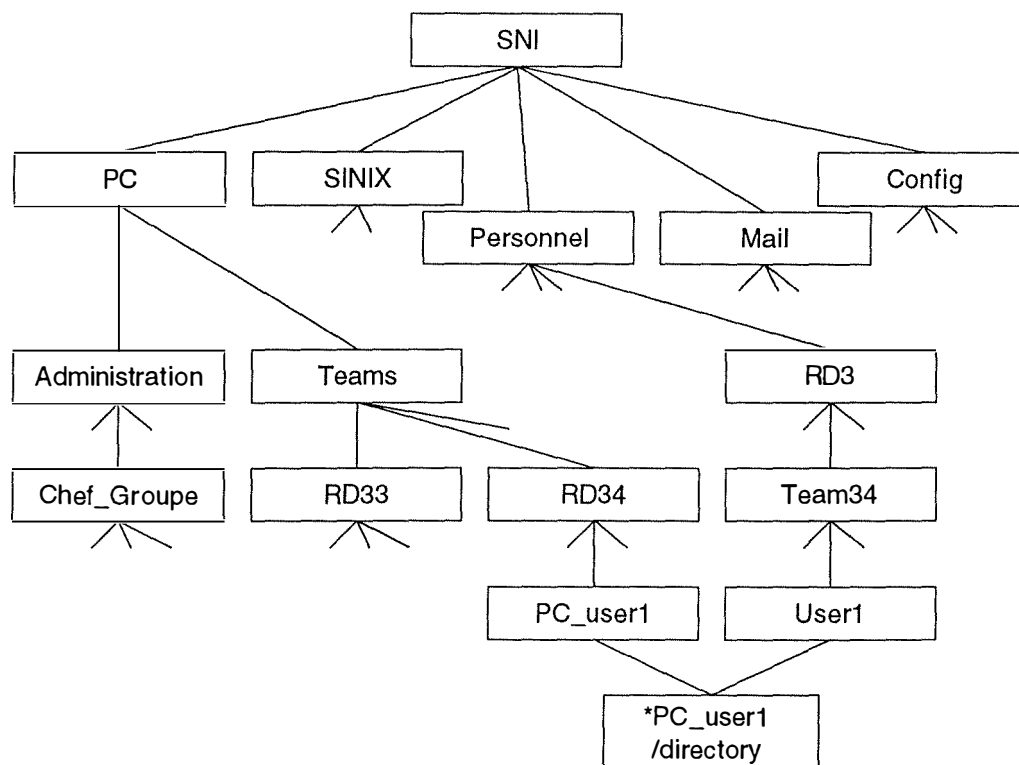 SNI
PC
SINIX
Config
Personnel
Mail
Administration
Teams
RD3
Chef_Groupe
RD33
RD34
Team34
PC_user1
User1
*PC_user1
/directory